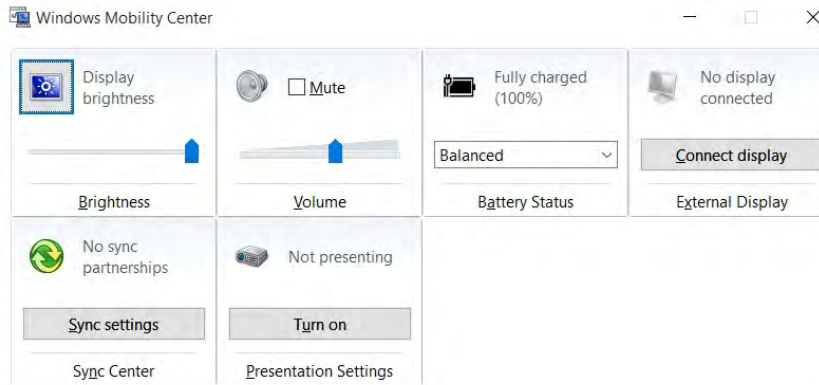 Windows Mobility Center
Display
brightness
Brightness
Mute
Volume
Fully charged
(100%)
Balanced
Battery Status
No display
connected
Connect display
External Display
No sync
partnerships
Sync settings
Sync Center
Not presenting
Turn on
Presentation Settings